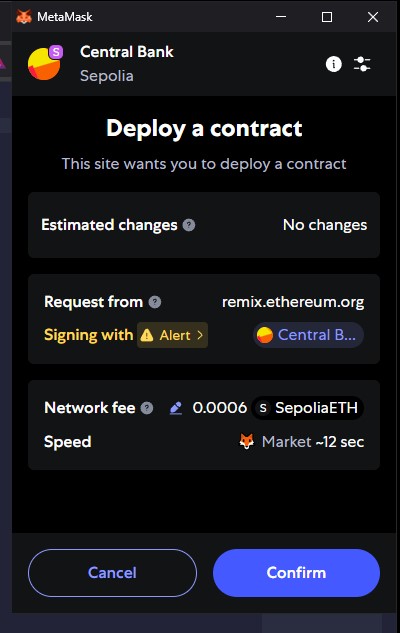 MetaMask
S
Central Bank
Sepolia
Deploy a contract
This site wants you to deploy a contract
Estimated changes ? No changes
Request from ? remix.ethereum.org
Signing with Alert > Central B...
Network fee ? 0.0006 S SepoliaETH
Speed Market ~12 sec
Cancel Confirm